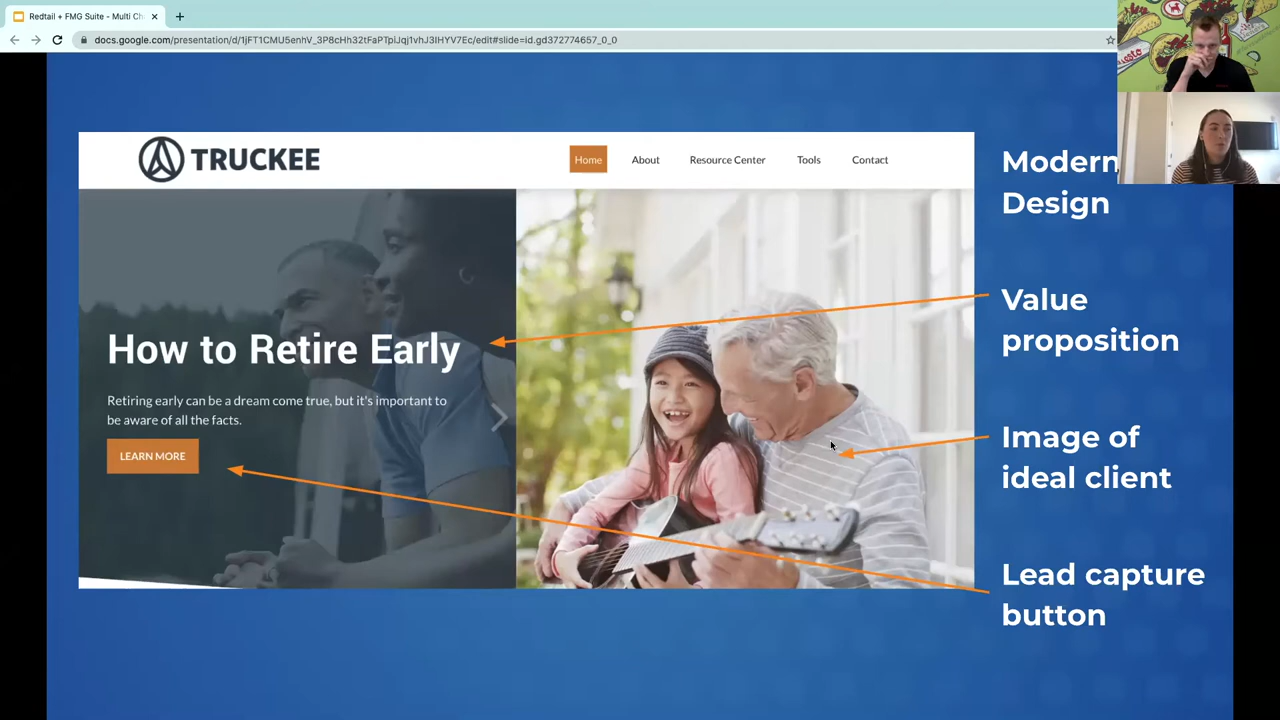 Redtail + FMG Suite - Multi Ch
docs.google.com/presentation/d/1jFT1CMU5enhV_3P8cHh32tFaPTplJqj1vhJ3IHYV7Ec/edit#slide=id.gd372774657_0_0
TRUCKEE
Home
About
Resource Center
Tools
Contact
Modern
Design
How to Retire Early
Retiring early can be a dream come true, but it's important to
be aware of all the facts.
LEARN MORE
Value
proposition
Image of
ideal client
Lead capture
button